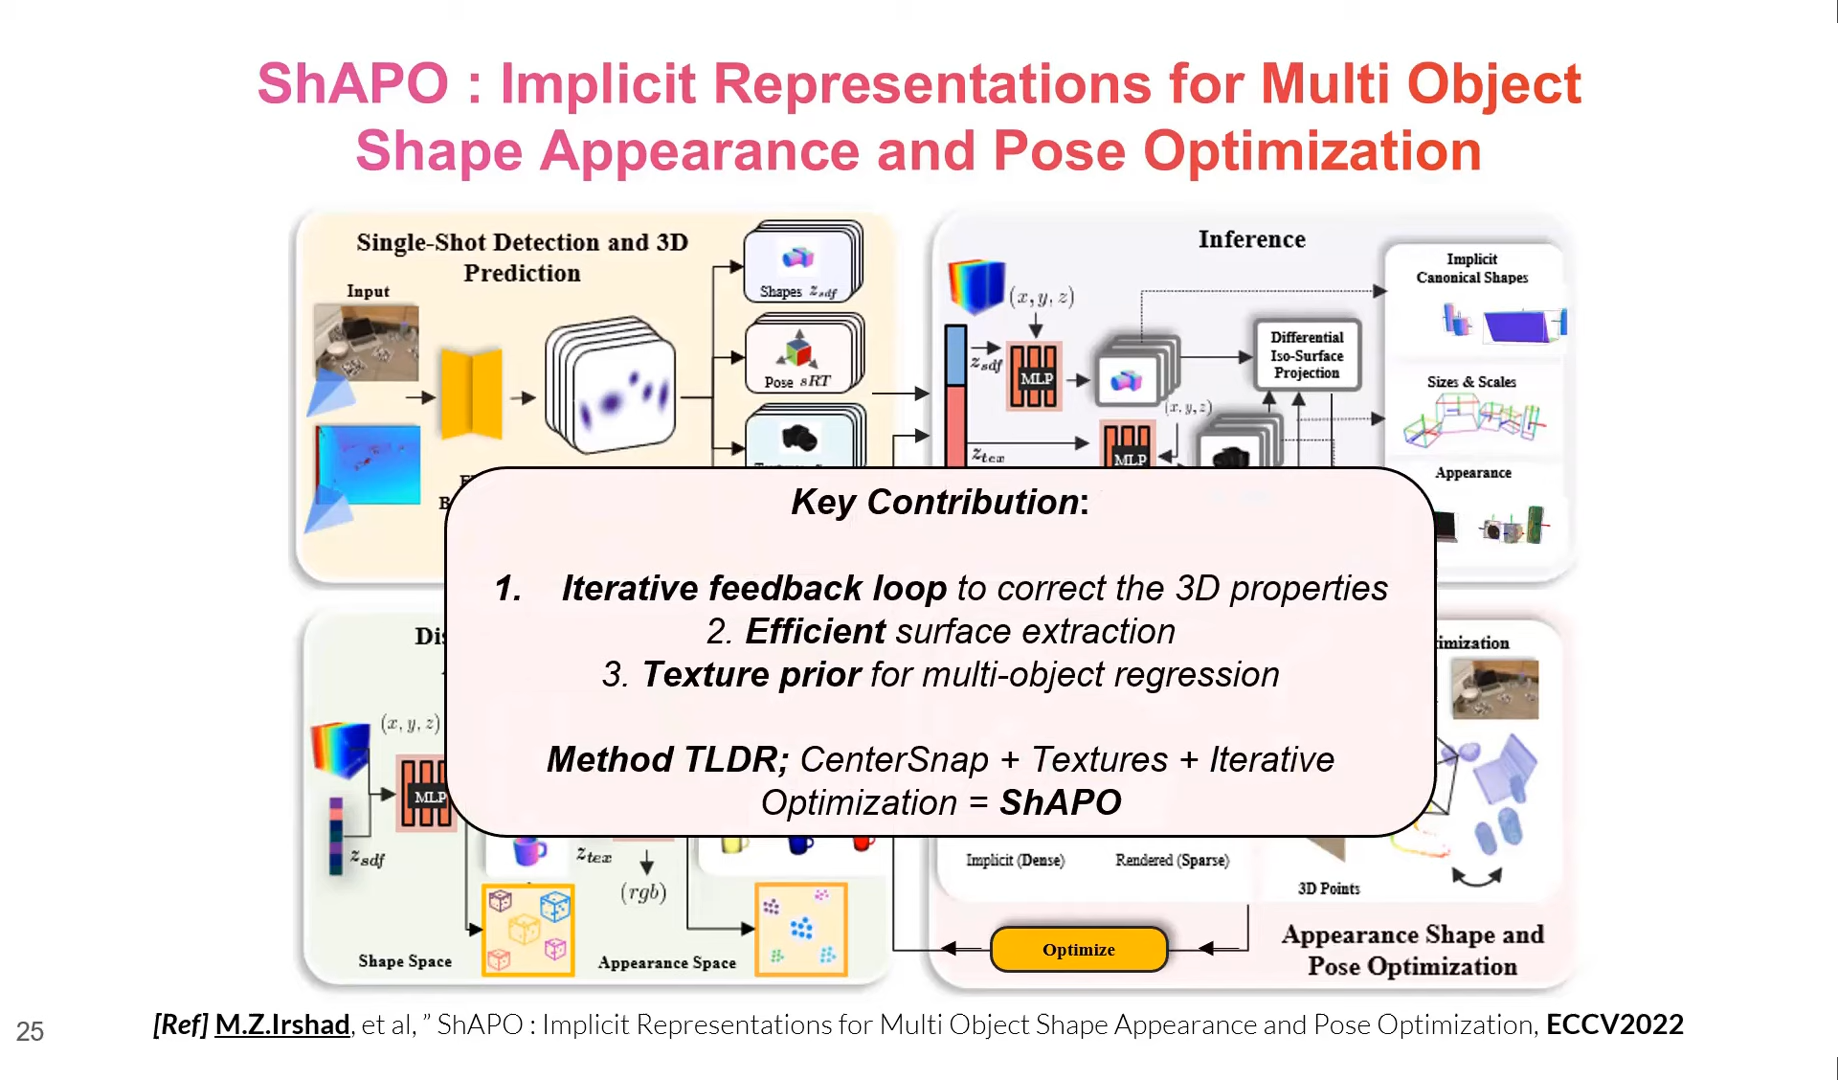 ShAPO : Implicit Representations for Multi Object
Shape Appearance and Pose Optimization
Single-Shot Detection and 3D
Prediction
Input
Shapes z_sdf
Pose sRT
Inference
(x, y, z)
z_sdf
MLP
(x, y, z)
z_tex
MLP
Differential
Iso-Surface
Projection
Implicit
Canonical Shapes
Sizes & Scales
Appearance
Key Contribution:
1. Iterative feedback loop to correct the 3D properties
2. Efficient surface extraction
3. Texture prior for multi-object regression
Method TLDR; CenterSnap + Textures + Iterative
Optimization = ShAPO
(x, y, z)
MLP
z_sdf
z_tex
(rgb)
Shape Space
Appearance Space
Implicit (Dense)
Rendered (Sparse)
3D Points
Optimize
Appearance Shape and
Pose Optimization
25
[Ref] M.Z.Irshad, et al, ” ShAPO : Implicit Representations for Multi Object Shape Appearance and Pose Optimization, ECCV2022